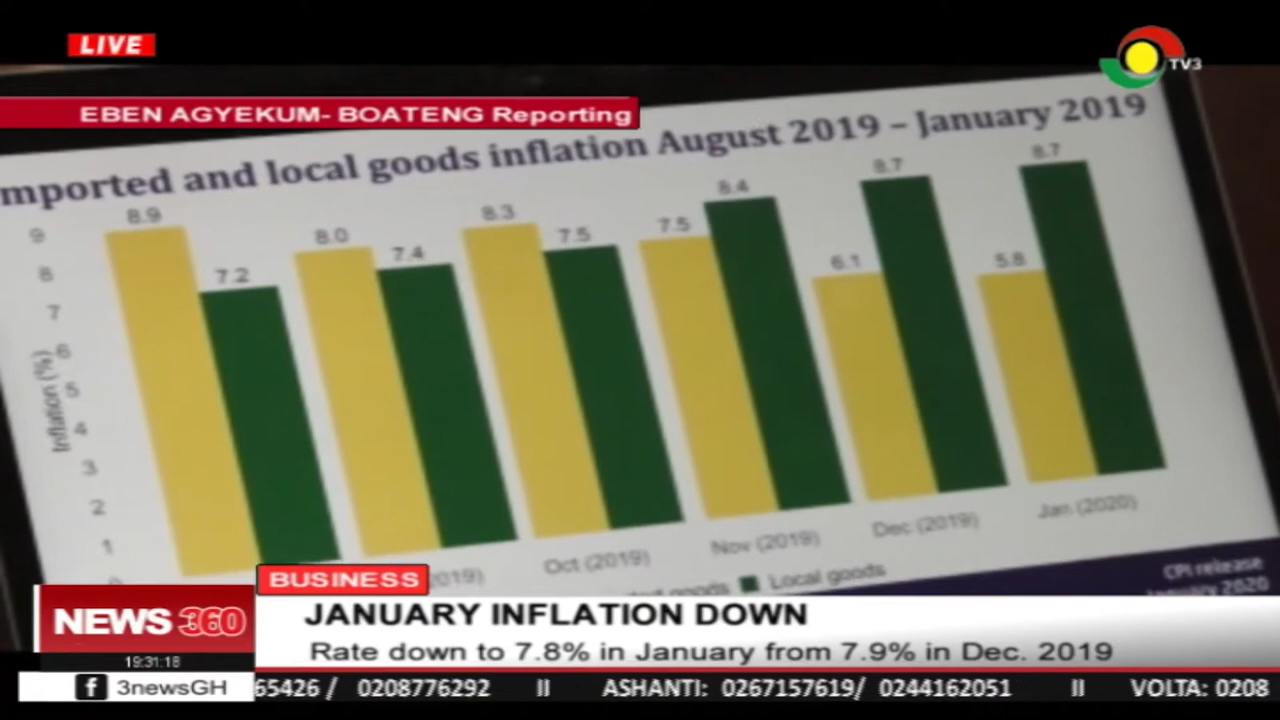 LIVE
TV3
EBEN AGYEKUM- BOATENG Reporting
mported and local goods inflation August 2019 – January 2019
8.9
7.2
8.0
7.4
8.3
7.5
7.5
8.4
6.1
8.7
5.8
8.7
9
8
7
6
5
4
3
2
1
Inflation (%)
2019)
Oct (2019)
Nov (2019)
Dec (2019)
Jan (2020)
goods
Local goods
CPI release
January 2020
BUSINESS
NEWS 360
JANUARY INFLATION DOWN
Rate down to 7.8% in January from 7.9% in Dec. 2019
19:31:18
3newsGH
65426 / 0208776292 II ASHANTI: 0267157619/ 0244162051 II VOLTA: 0208